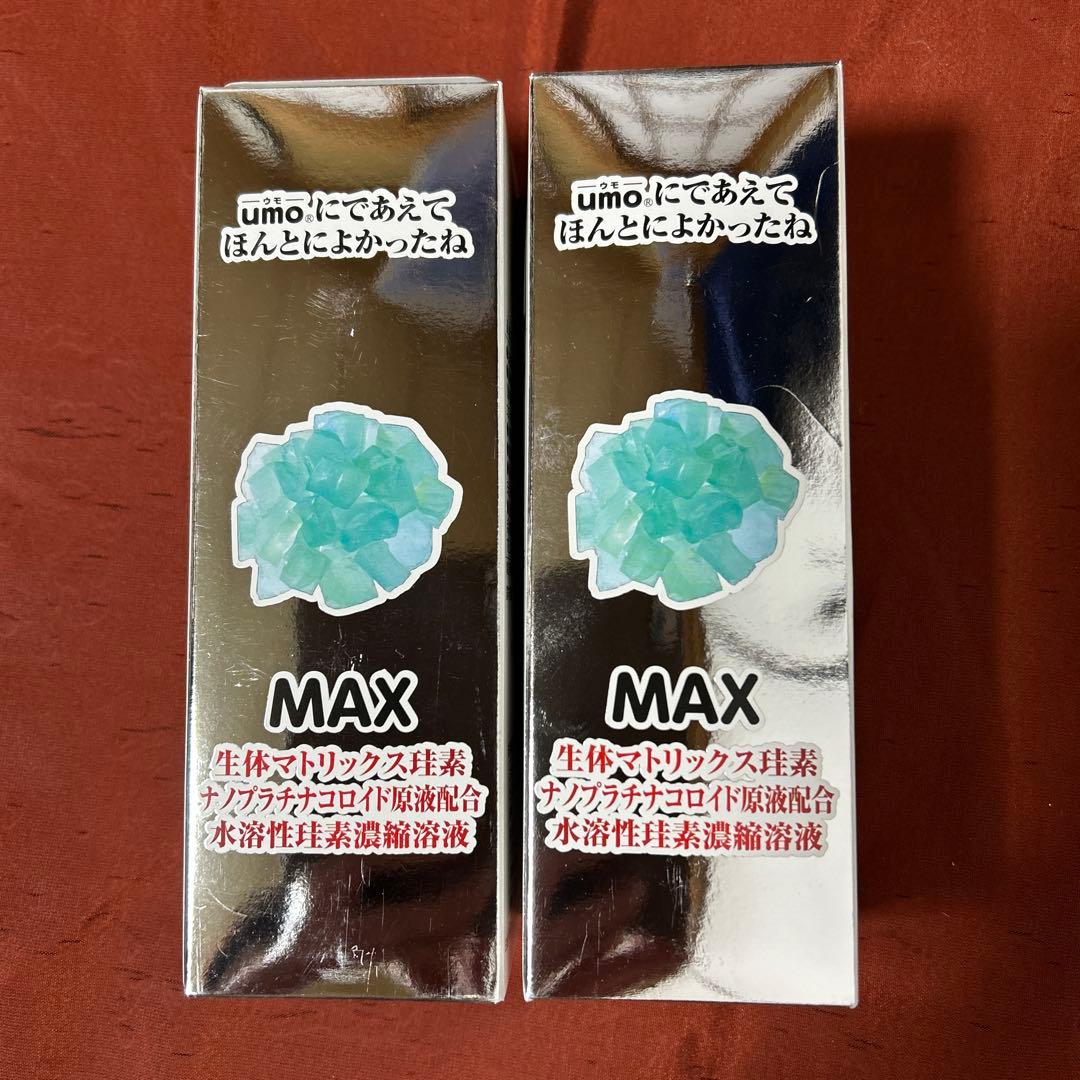 ウモ
umo®にであえて
ほんとによかったね
MAX
生体マトリックス珪素
ナノプラチナコロイド原液配合
水溶性珪素濃縮溶液
ウモ
umo®にであえて
ほんとによかったね
MAX
生体マトリックス珪素
ナノプラチナコロイド原液配合
水溶性珪素濃縮溶液